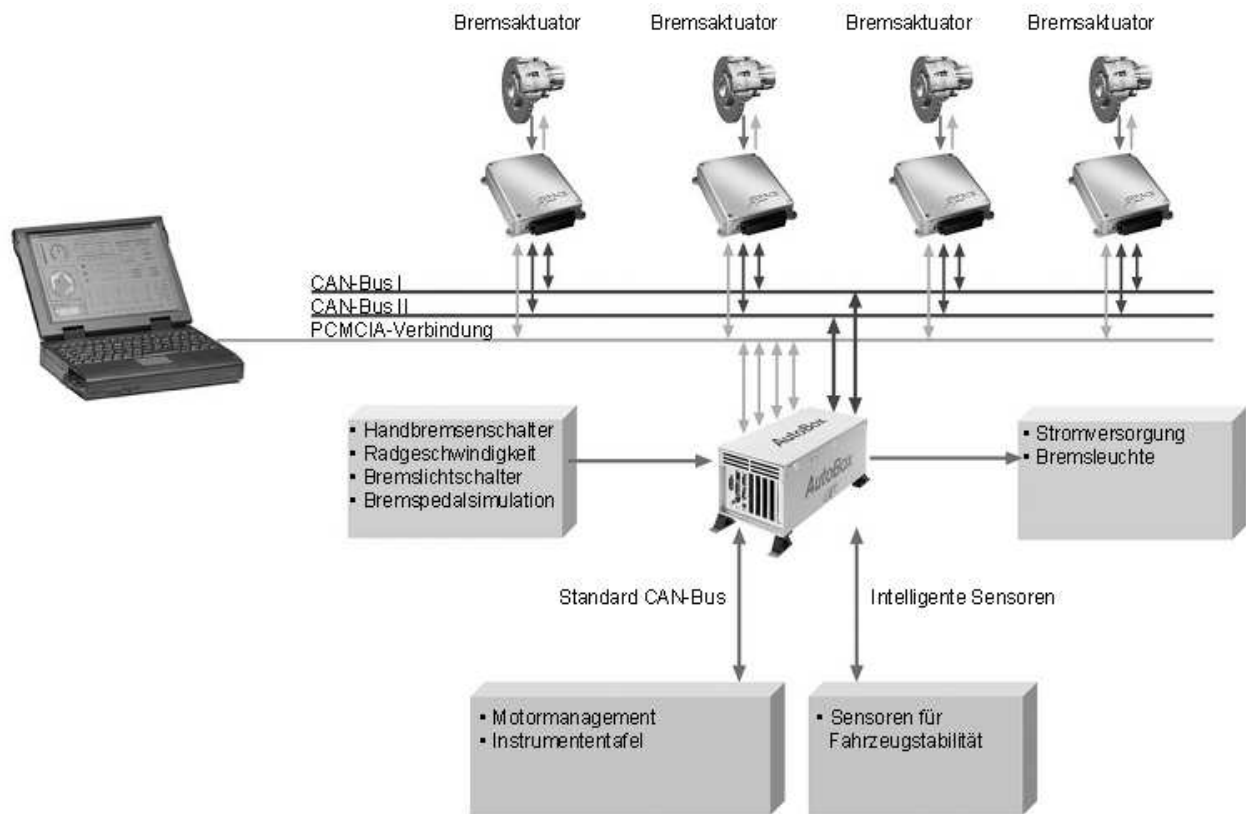 Bremsaktuator
Bremsaktuator
Bremsaktuator
Bremsaktuator
CAN-Bus I
CAN-Bus II
PCMCIA-Verbindung
▪ Handbremsenschalter
▪ Radgeschwindigkeit
▪ Bremslichtschalter
▪ Bremspedalsimulation
AutoBox
AutoBox
▪ Stromversorgung
▪ Bremsleuchte
Standard CAN-Bus
Intelligente Sensoren
▪ Motormanagement
▪ Instrumententafel
▪ Sensoren für
Fahrzeugstabilität